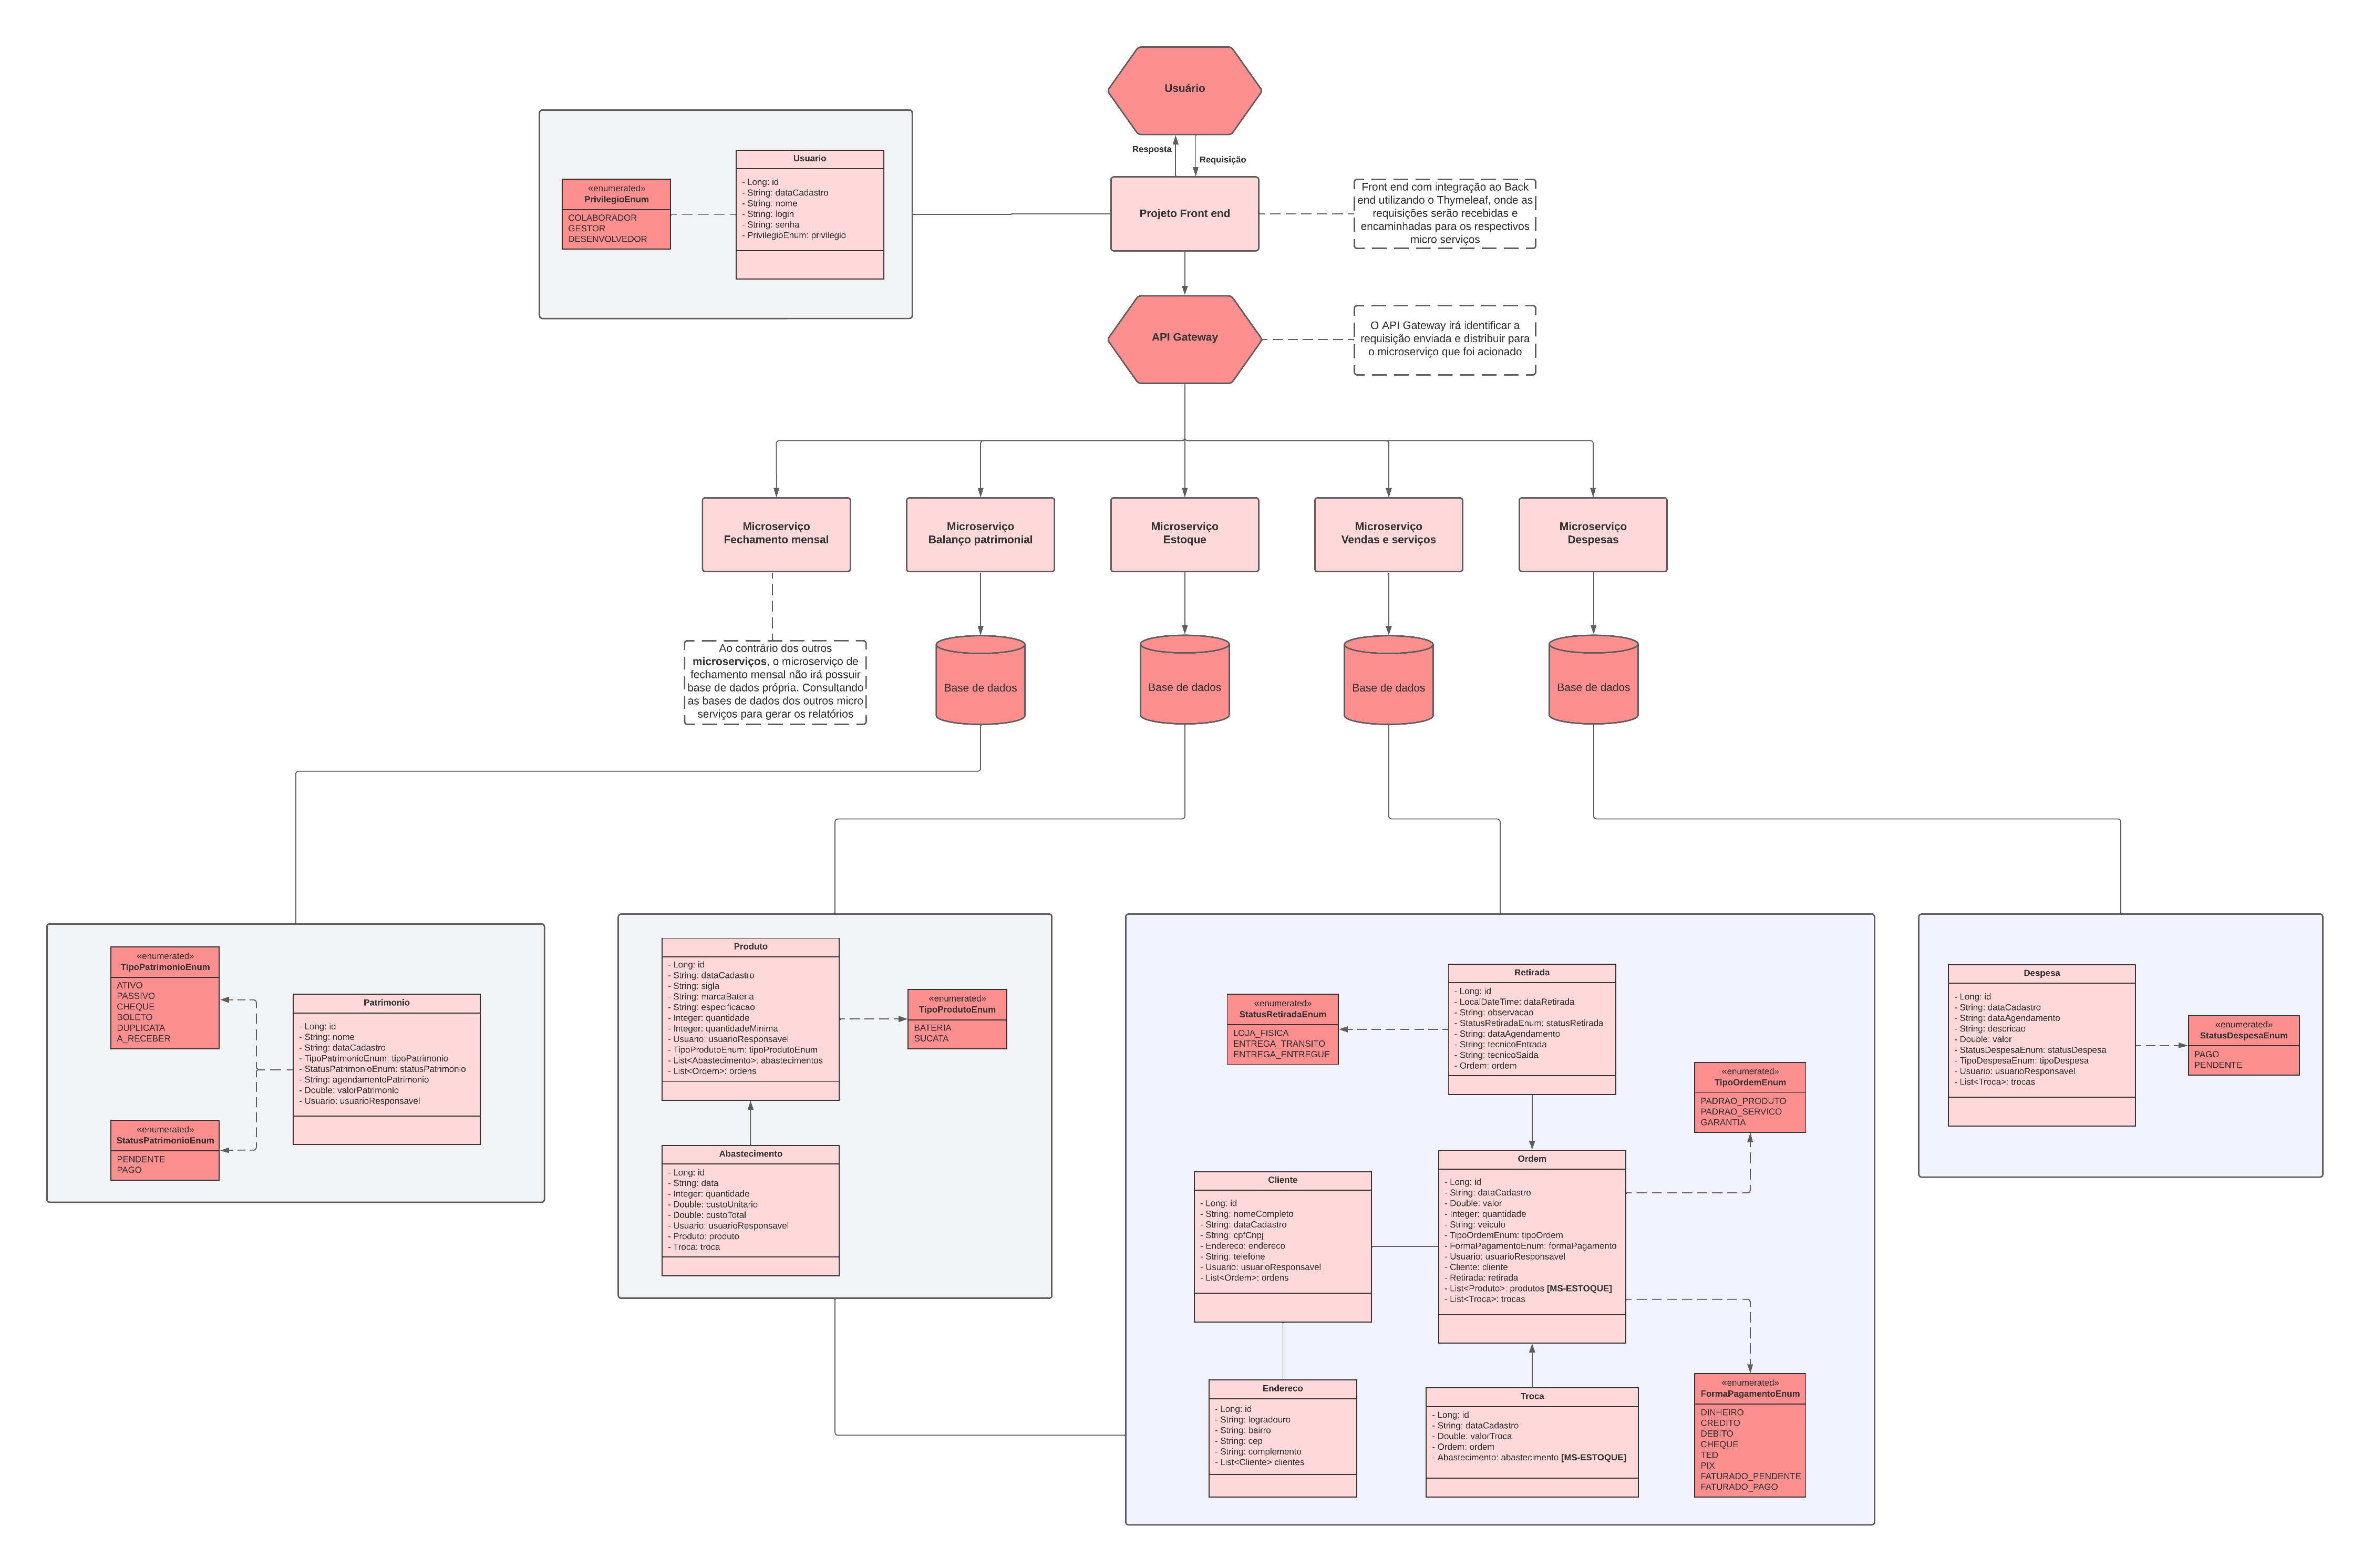 Usuário
Resposta
Requisição
«enumerated»
PrivilegioEnum
COLABORADOR
GESTOR
DESENVOLVEDOR
Usuario
- Long: id
- String: dataCadastro
- String: nome
- String: login
- String: senha
- PrivilegioEnum: privilegio
Projeto Front end
Front end com integração ao Back
end utilizando o Thymeleaf, onde as
requisições serão recebidas e
encaminhadas para os respectivos
micro serviços
API Gateway
O API Gateway irá identificar a
requisição enviada e distribuir para
o microserviço que foi acionado
Microserviço
Fechamento mensal
Microserviço
Balanço patrimonial
Microserviço
Estoque
Microserviço
Vendas e serviços
Microserviço
Despesas
Ao contrário dos outros
microserviços, o microserviço de
fechamento mensal não irá possuir
base de dados própria. Consultando
as bases de dados dos outros micro
serviços para gerar os relatórios
Base de dados
Base de dados
Base de dados
Base de dados
«enumerated»
TipoPatrimonioEnum
ATIVO
PASSIVO
CHEQUE
BOLETO
DUPLICATA
A_RECEBER
Patrimonio
- Long: id
- String: nome
- String: dataCadastro
- TipoPatrimonioEnum: tipoPatrimonio
- StatusPatrimonioEnum: statusPatrimonio
- String: agendamentoPatrimonio
- Double: valorPatrimonio
- Usuario: usuarioResponsavel
«enumerated»
StatusPatrimonioEnum
PENDENTE
PAGO
Produto
- Long: id
- String: dataCadastro
- String: sigla
- String: marcaBateria
- String: especificacao
- Integer: quantidade
- Integer: quantidadeMinima
- Usuario: usuarioResponsavel
- TipoProdutoEnum: tipoProdutoEnum
- List<Abastecimento>: abastecimentos
- List<Ordem>: ordens
«enumerated»
TipoProdutoEnum
BATERIA
SUCATA
Abastecimento
- Long: id
- String: data
- Integer: quantidade
- Double: custoUnitario
- Double: custoTotal
- Usuario: usuarioResponsavel
- Produto: produto
- Troca: troca
«enumerated»
StatusRetiradaEnum
LOJA_FISICA
ENTREGA_TRANSITO
ENTREGA_ENTREGUE
Retirada
- Long: id
- LocalDateTime: dataRetirada
- String: observacao
- StatusRetiradaEnum: statusRetirada
- String: dataAgendamento
- String: tecnicoEntrada
- String: tecnicoSaida
- Ordem: ordem
«enumerated»
TipoOrdemEnum
PADRAO_PRODUTO
PADRAO_SERVICO
GARANTIA
Cliente
- Long: id
- String: nomeCompleto
- String: dataCadastro
- String: cpfCnpj
- Endereco: endereco
- String: telefone
- Usuario: usuarioResponsavel
- List<Ordem>: ordens
Ordem
- Long: id
- String: dataCadastro
- Double: valor
- Integer: quantidade
- String: veiculo
- TipoOrdemEnum: tipoOrdem
- FormaPagamentoEnum: formaPagamento
- Usuario: usuarioResponsavel
- Cliente: cliente
- Retirada: retirada
- List<Produto>: produtos [MS-ESTOQUE]
- List<Troca>: trocas
Endereco
- Long: id
- String: logradouro
- String: bairro
- String: cep
- String: complemento
- List<Cliente> clientes
Troca
- Long: id
- String: dataCadastro
- Double: valorTroca
- Ordem: ordem
- Abastecimento: abastecimento [MS-ESTOQUE]
«enumerated»
FormaPagamentoEnum
DINHEIRO
CREDITO
DEBITO
CHEQUE
TED
PIX
FATURADO_PENDENTE
FATURADO_PAGO
Despesa
- Long: id
- String: dataCadastro
- String: dataAgendamento
- String: descricao
- Double: valor
- StatusDespesaEnum: statusDespesa
- TipoDespesaEnum: tipoDespesa
- Usuario: usuarioResponsavel
- List<Troca>: trocas
«enumerated»
StatusDespesaEnum
PAGO
PENDENTE